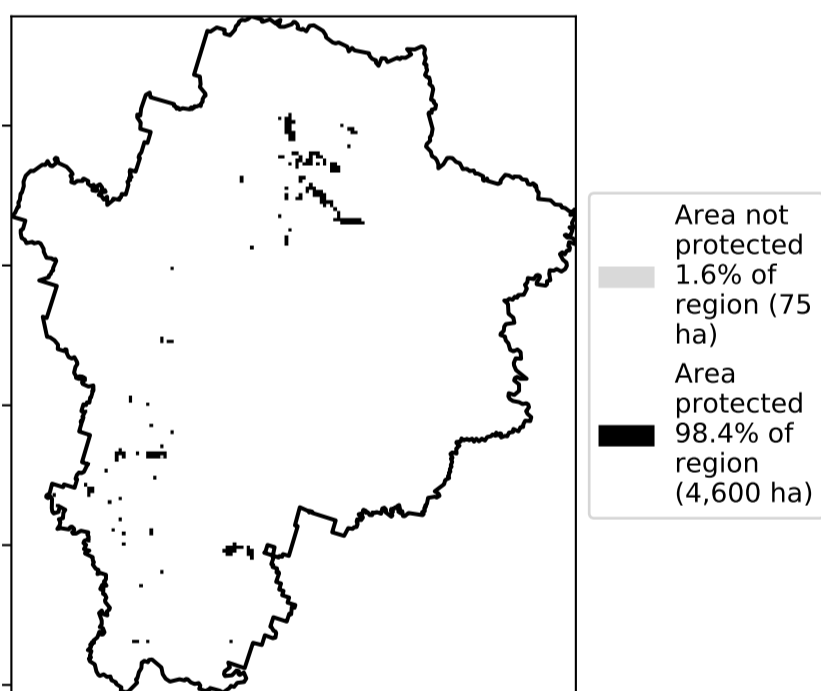 Area not
protected
1.6% of
region (75
ha)
Area
protected
98.4% of
region
(4,600 ha)